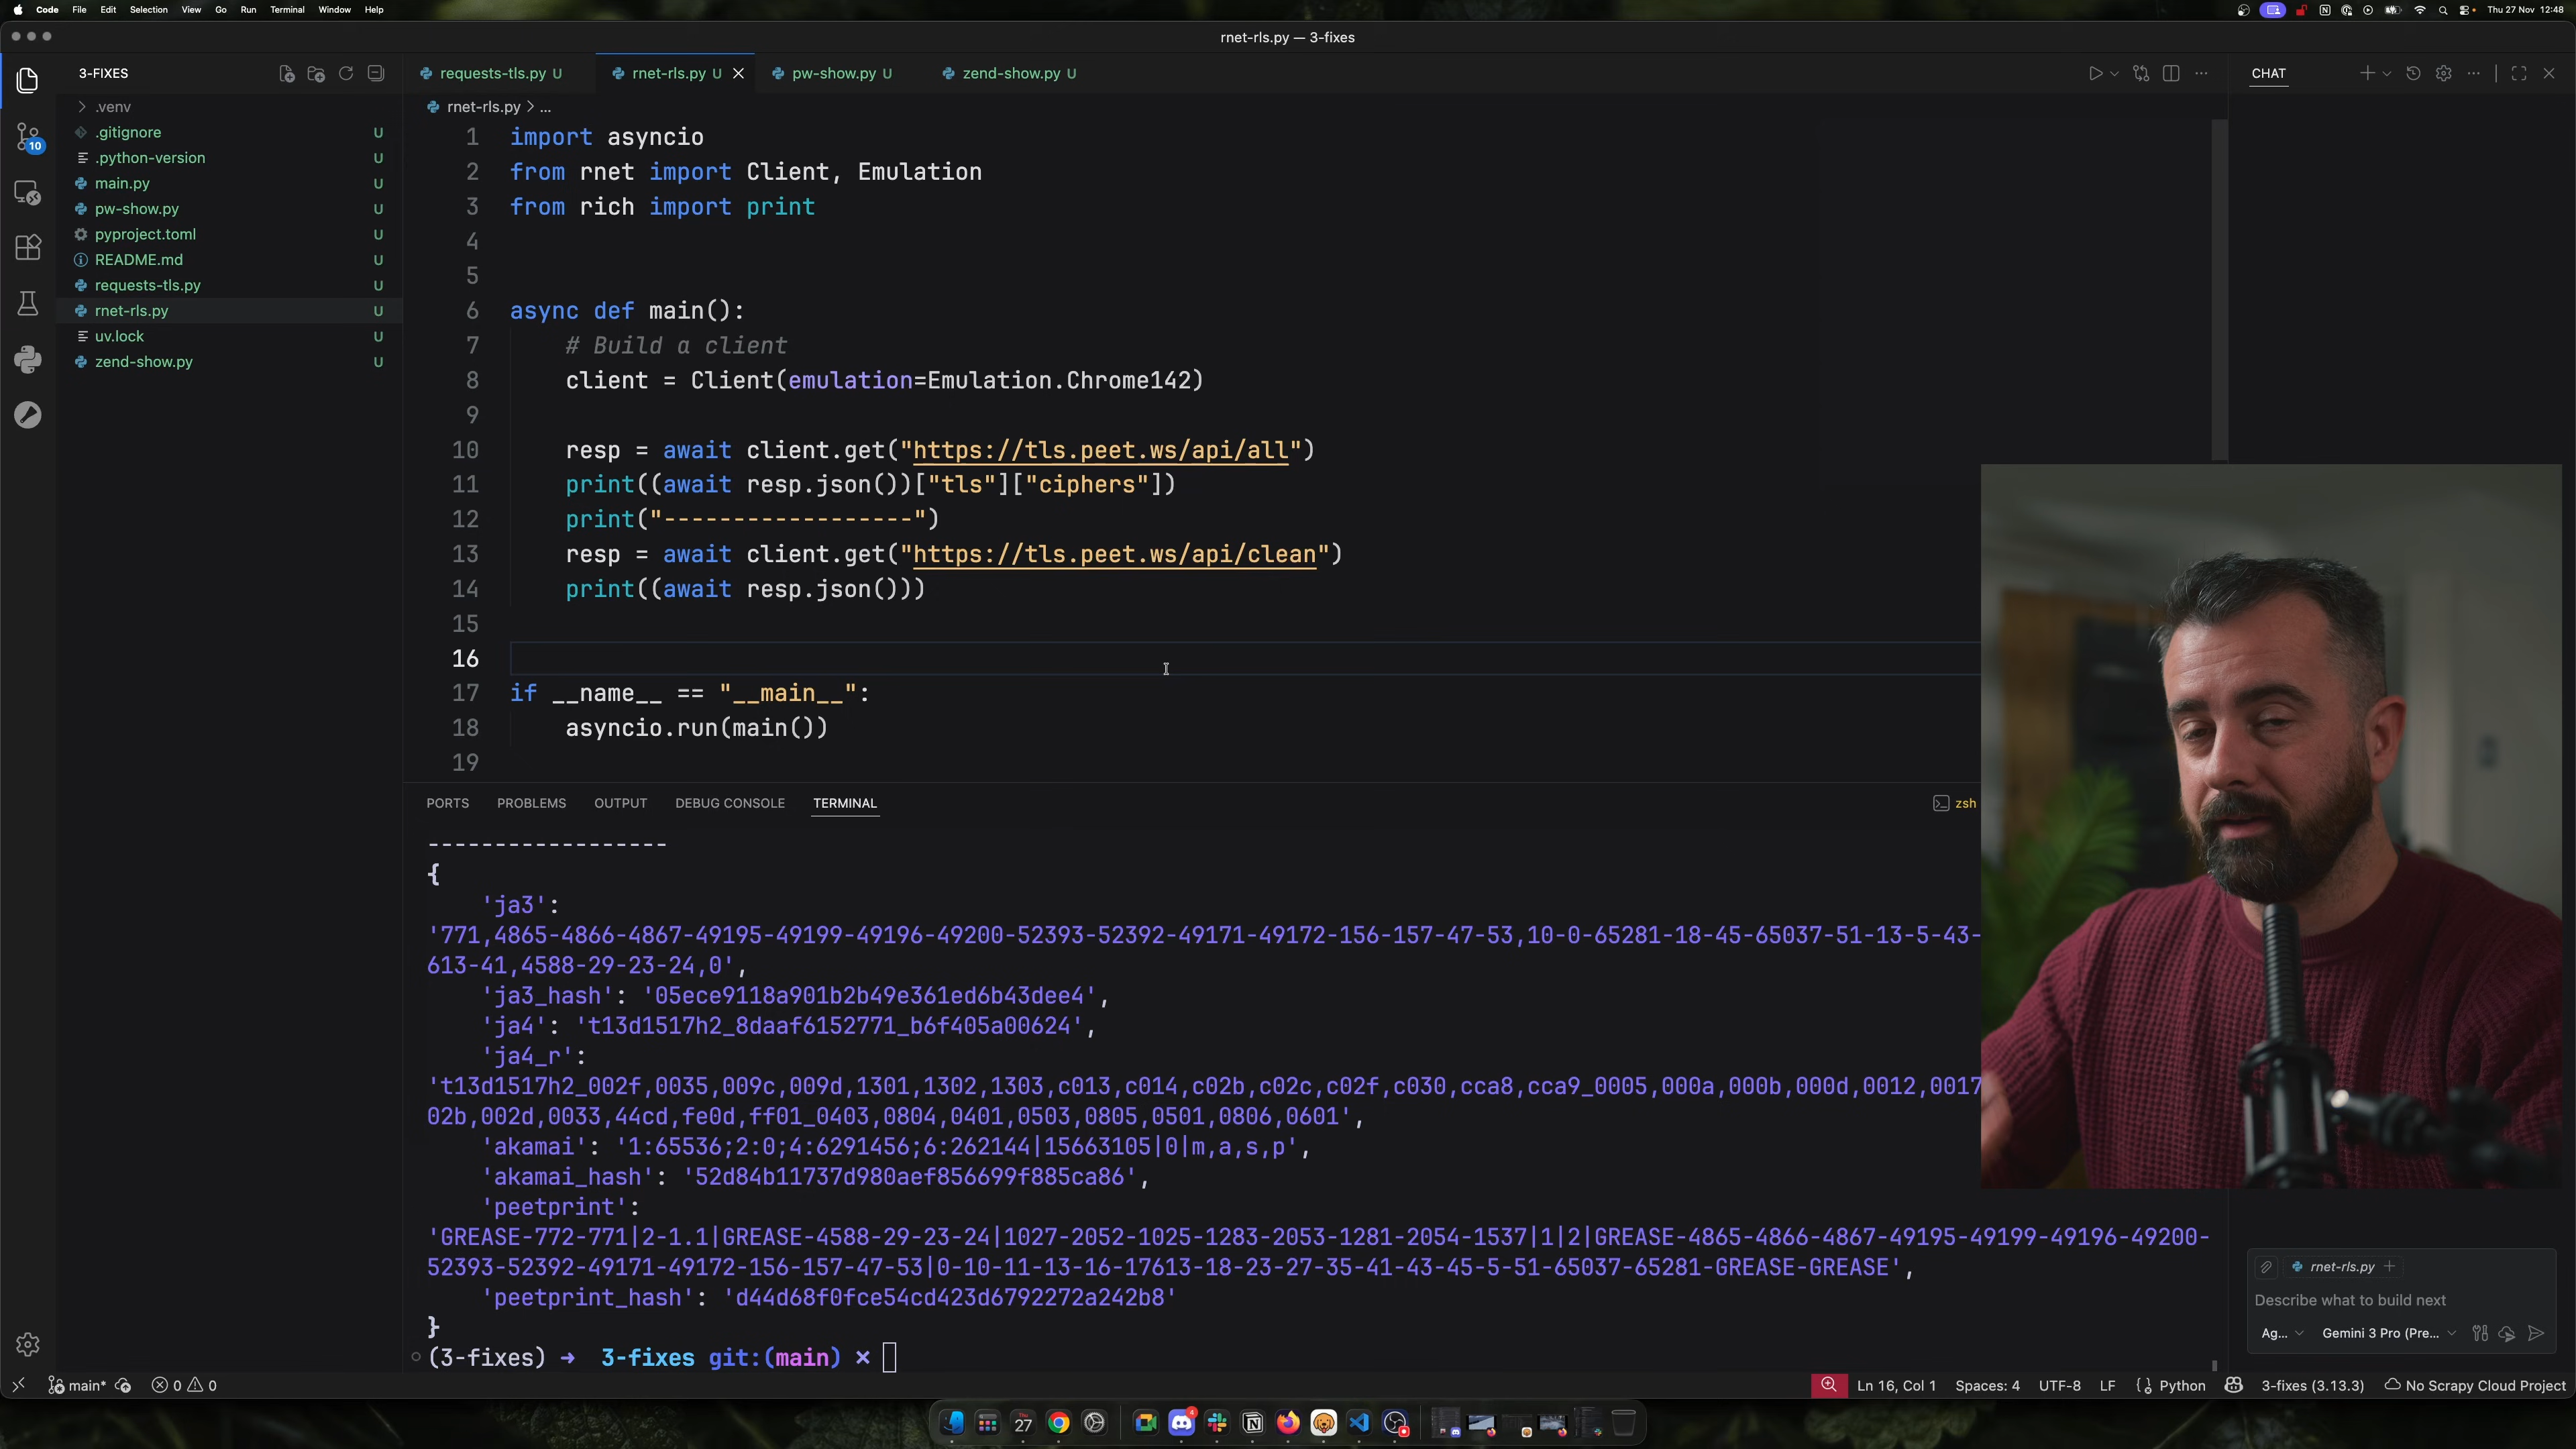 Code File Edit Selection View Go Run Terminal Window Help
Thu 27 Nov 12:48
rnet-rls.py — 3-fixes
3-FIXES
requests-tls.py U
rnet-rls.py U
pw-show.py U
zend-show.py U
CHAT
.venv
.gitignore U
.python-version U
main.py U
pw-show.py U
pyproject.toml U
README.md U
requests-tls.py U
rnet-rls.py U
uv.lock U
zend-show.py U
10
rnet-rls.py > ...
1 import asyncio
2 from rnet import Client, Emulation
3 from rich import print
4
5
6 async def main():
7 # Build a client
8 client = Client(emulation=Emulation.Chrome142)
9
10 resp = await client.get("https://tls.peet.ws/api/all")
11 print((await resp.json())["tls"]["ciphers"])
12 print("------------------")
13 resp = await client.get("https://tls.peet.ws/api/clean")
14 print((await resp.json()))
15
16
17 if __name__ == "__main__":
18 asyncio.run(main())
19
PORTS PROBLEMS OUTPUT DEBUG CONSOLE TERMINAL
zsh
------------------
{
'ja3':
'771,4865-4866-4867-49195-49199-49196-49200-52393-52392-49171-49172-156-157-47-53,10-0-65281-18-45-65037-51-13-5-43-
613-41,4588-29-23-24,0',
'ja3_hash': '05ece9118a901b2b49e361ed6b43dee4',
'ja4': 't13d1517h2_8daaf6152771_b6f405a00624',
'ja4_r':
't13d1517h2_002f,0035,009c,009d,1301,1302,1303,c013,c014,c02b,c02c,c02f,c030,cca8,cca9_0005,000a,000b,000d,0012,0017
02b,002d,0033,44cd,fe0d,ff01_0403,0804,0401,0503,0805,0501,0806,0601',
'akamai': '1:65536;2:0;4:6291456;6:262144|15663105|0|m,a,s,p',
'akamai_hash': '52d84b11737d980aef856699f885ca86',
'peetprint':
'GREASE-772-771|2-1.1|GREASE-4588-29-23-24|1027-2052-1025-1283-2053-1281-2054-1537|1|2|GREASE-4865-4866-4867-49195-49199-49196-49200-
52393-52392-49171-49172-156-157-47-53|0-10-11-13-16-17613-18-23-27-35-41-43-45-5-51-65037-65281-GREASE-GREASE',
'peetprint_hash': 'd44d68f0fce54cd423d6792272a242b8'
}
(3-fixes) → 3-fixes git:(main) ×
rnet-rls.py
Describe what to build next
Ag... Gemini 3 Pro (Pre...
main* 0 0
Ln 16, Col 1 Spaces: 4 UTF-8 LF {} Python 3-fixes (3.13.3) No Scrapy Cloud Project
27
4